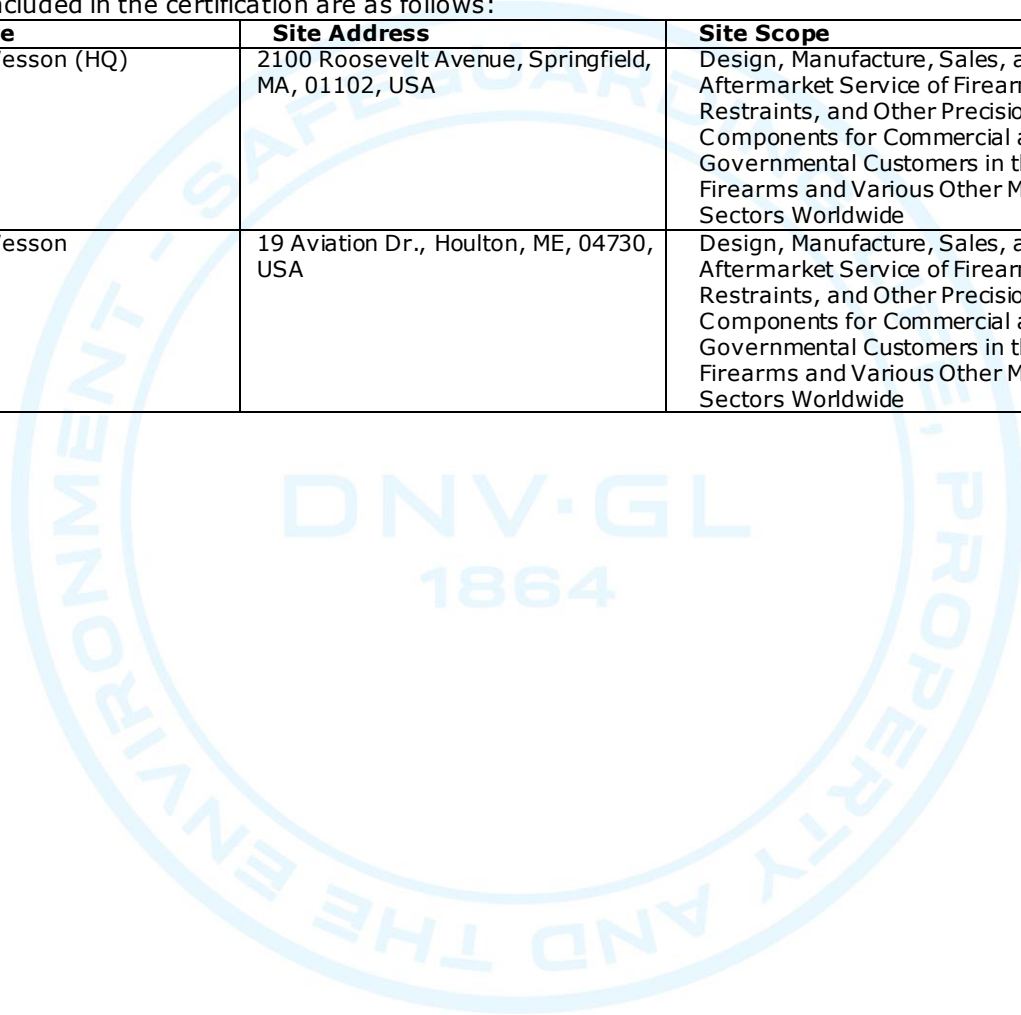 ncluded in the certification are as follows:
e Site Address Site Scope
esson (HQ) 2100 Roosevelt Avenue, Springfield, Design, Manufacture, Sales, a
MA, 01102, USA Aftermarket Service of Firearm
Restraints, and Other Precisio
Components for Commercial a
Governmental Customers in th
Firearms and Various Other M
Sectors Worldwide
esson 19 Aviation Dr., Houlton, ME, 04730, Design, Manufacture, Sales, a
USA Aftermarket Service of Firearm
Restraints, and Other Precisio
Components for Commercial a
Governmental Customers in th
Firearms and Various Other M
Sectors Worldwide
SAFEGUARDING LIFE, PROPERTY AND THE ENVIRONMENT -
DNV·GL
1864